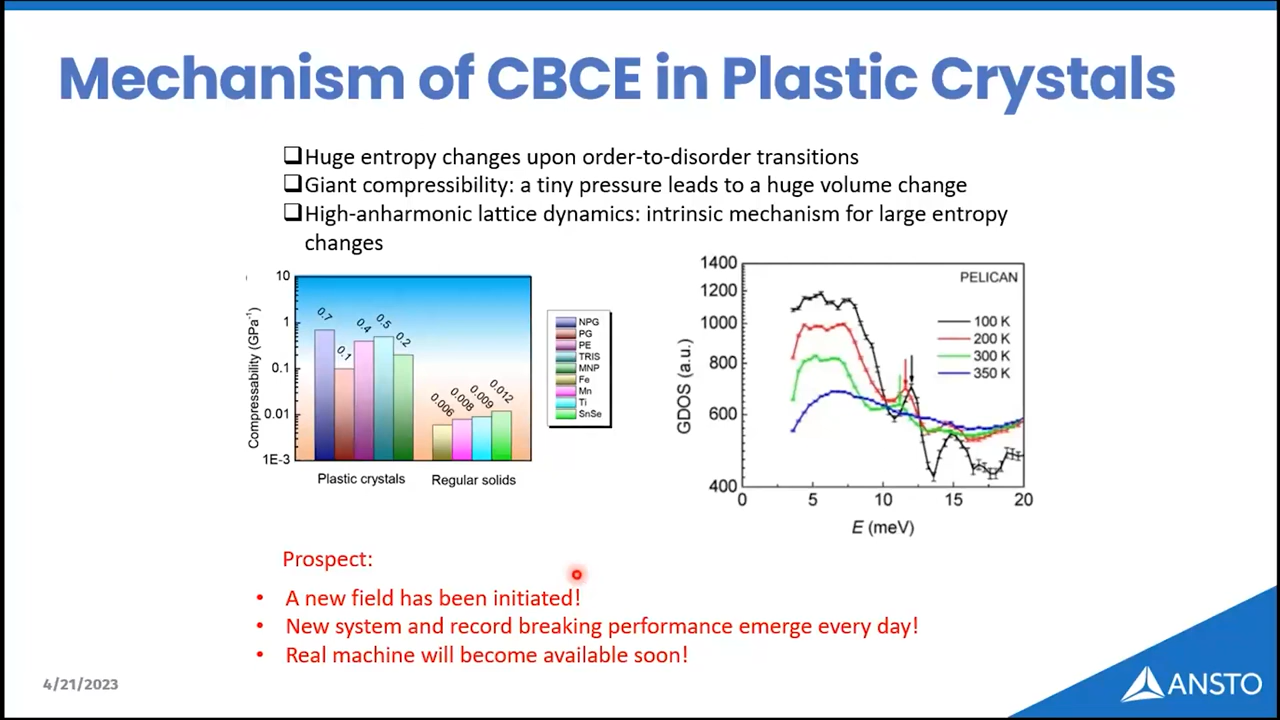 Mechanism of CBCE in Plastic Crystals
❑Huge entropy changes upon order-to-disorder transitions
❑Giant compressibility: a tiny pressure leads to a huge volume change
❑High-anharmonic lattice dynamics: intrinsic mechanism for large entropy
changes
Compressability (GPa⁻¹)
10
1
0.1
0.01
1E-3
0.7
0.1
0.4
0.5
0.2
0.006
0.008
0.009
0.012
Plastic crystals
Regular solids
NPG
PG
PE
TRIS
MNP
Fe
Mn
Ti
SnSe
GDOS (a.u.)
1400
1200
1000
800
600
400
PELICAN
100 K
200 K
300 K
350 K
0 5 10 15 20
E (meV)
Prospect:
• A new field has been initiated!
• New system and record breaking performance emerge every day!
• Real machine will become available soon!
4/21/2023
ANSTO